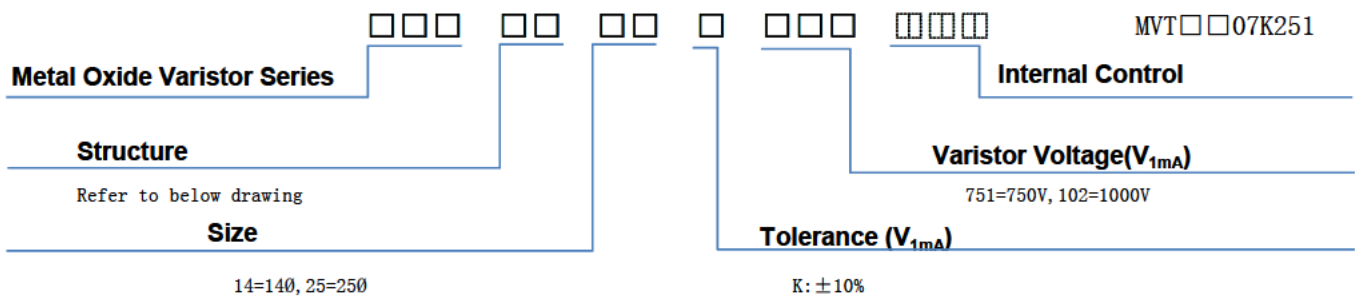 □□□ □□ □□ □ □□□ □□□ MVT□□07K251
Metal Oxide Varistor Series
Internal Control
Structure
Varistor Voltage(V1mA)
Refer to below drawing
751=750V,102=1000V
Size
Tolerance (V1mA)
14=14Ø,25=25Ø
K:±10%